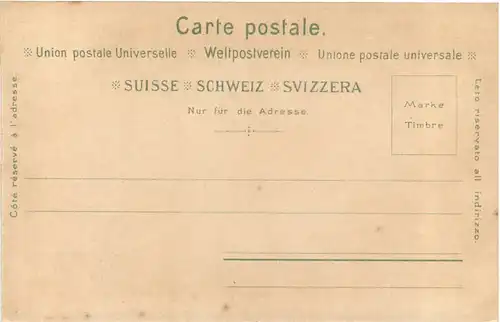 Carte postale.
Union postale Universelle ※ Weltpostverein ※ Unione postale universale
SUISSE ※ SCHWEIZ ※ SVIZZERA
Nur für die Adresse.
Marke
Timbre
Côté réservé à l'adresse.
Lato riservato all indirizzo.